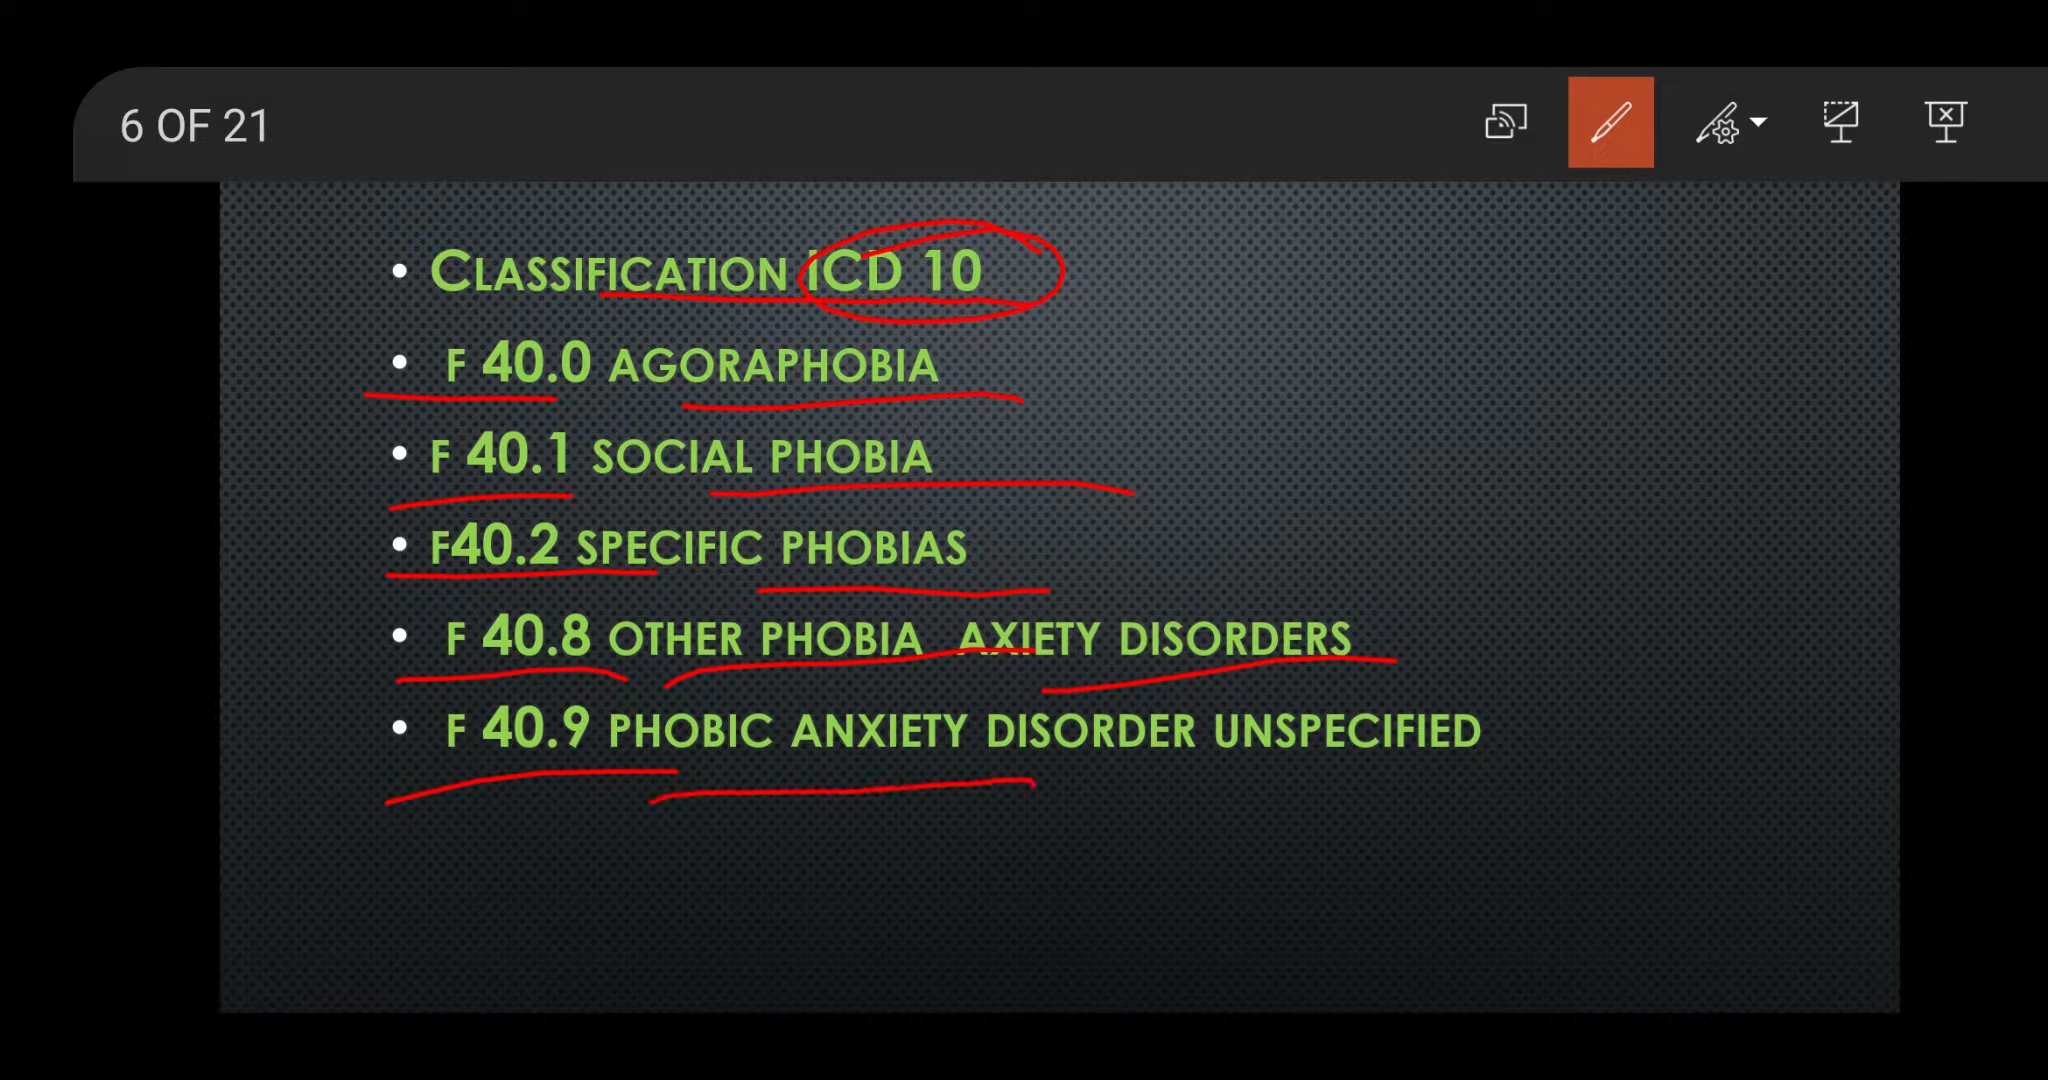 6 OF 21
• CLASSIFICATION ICD 10
• F 40.0 AGORAPHOBIA
• F 40.1 SOCIAL PHOBIA
• F40.2 SPECIFIC PHOBIAS
• F 40.8 OTHER PHOBIA AXIETY DISORDERS
• F 40.9 PHOBIC ANXIETY DISORDER UNSPECIFIED